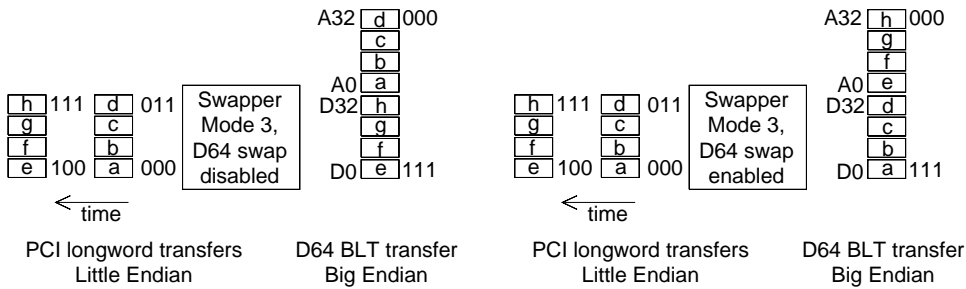 A32 d 000
c
b
A0 a
h 111 d 011 Swapper D32 h
g c Mode 3, g
f b D64 swap f
e 100 a 000 disabled D0 e 111
time
PCI longword transfers D64 BLT transfer
Little Endian Big Endian
A32 h 000
g
f
A0 e
h 111 d 011 Swapper D32 d
g c Mode 3, c
f b D64 swap b
e 100 a 000 enabled D0 a 111
time
PCI longword transfers D64 BLT transfer
Little Endian Big Endian